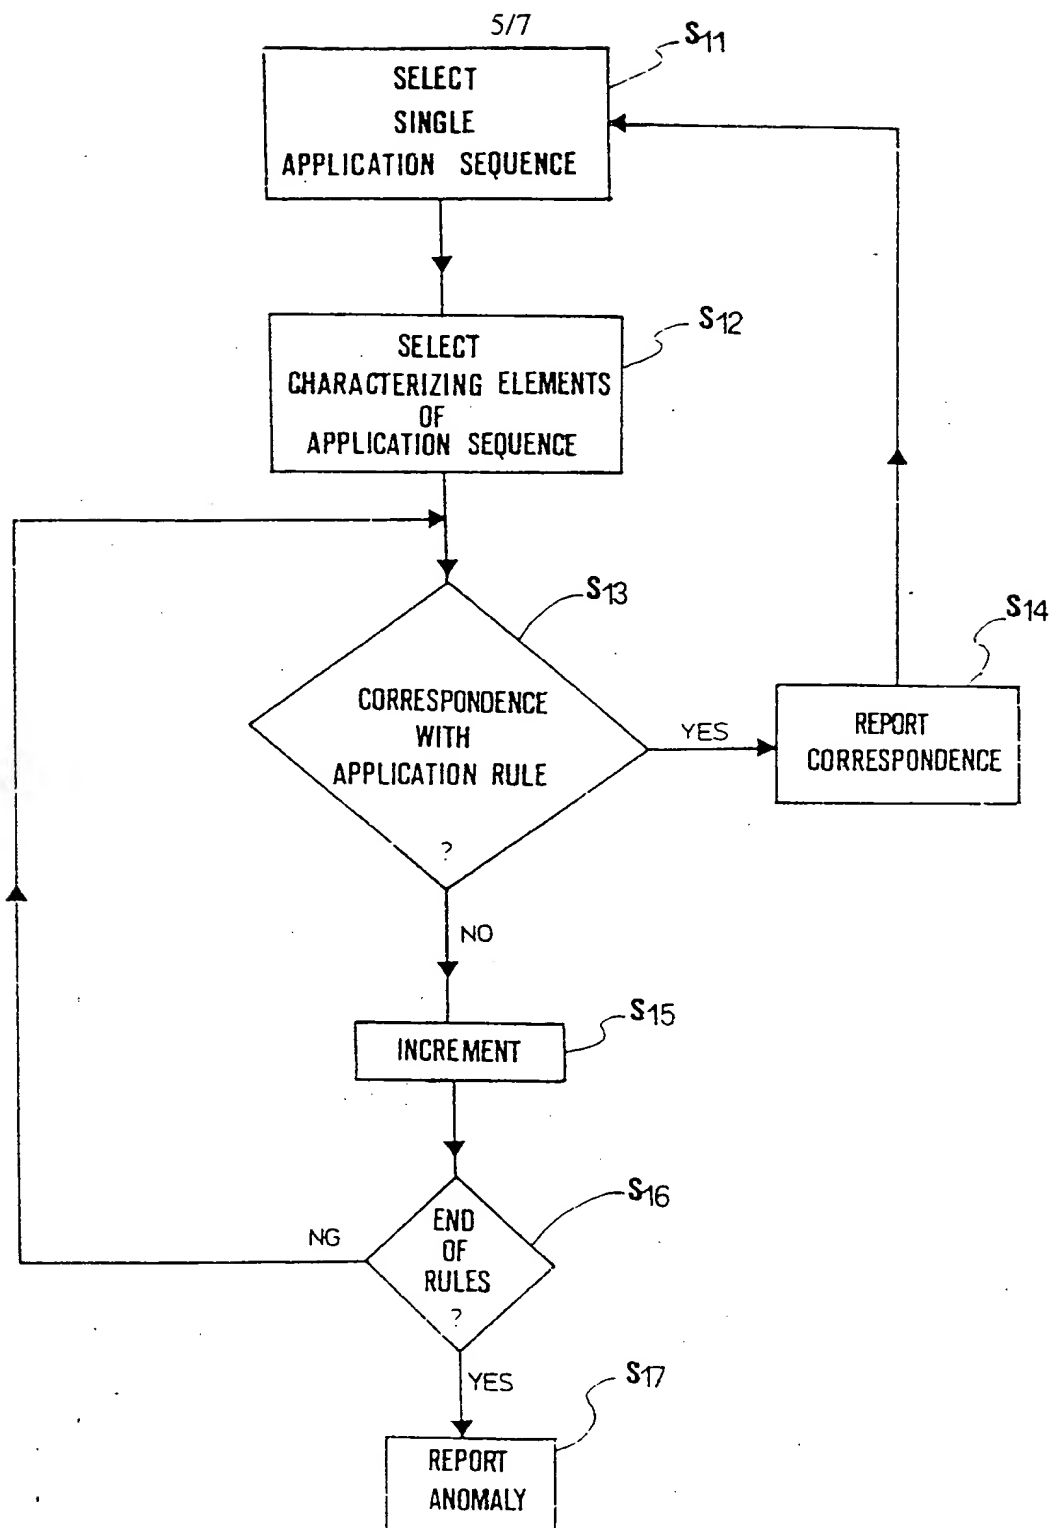 5/7
S11
SELECT
SINGLE
APPLICATION SEQUENCE
S12
SELECT
CHARACTERIZING ELEMENTS
OF
APPLICATION SEQUENCE
S13
CORRESPONDENCE
WITH
APPLICATION RULE
?
YES
S14
REPORT
CORRESPONDENCE
NO
S15
INCREMENT
S16
END
OF
RULES
?
NG
YES
S17
REPORT
ANOMALY